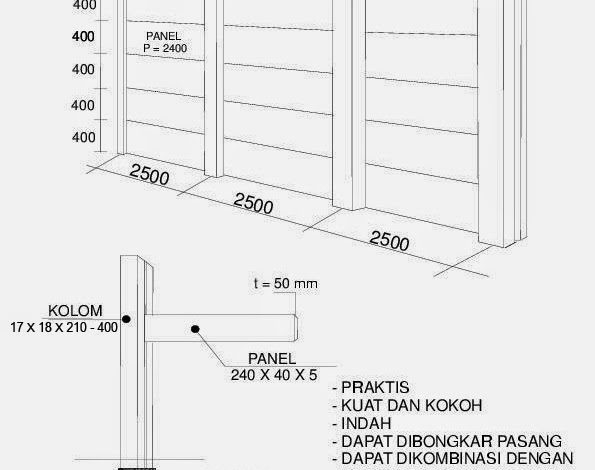 400
400
PANEL
P = 2400
400
400
400
2500
2500
2500
t = 50 mm
KOLOM
17 X 18 X 210 - 400
PANEL
240 X 40 X 5
- PRAKTIS
- KUAT DAN KOKOH
- INDAH
- DAPAT DIBONGKAR PASANG
- DAPAT DIKOMBINASI DENGAN